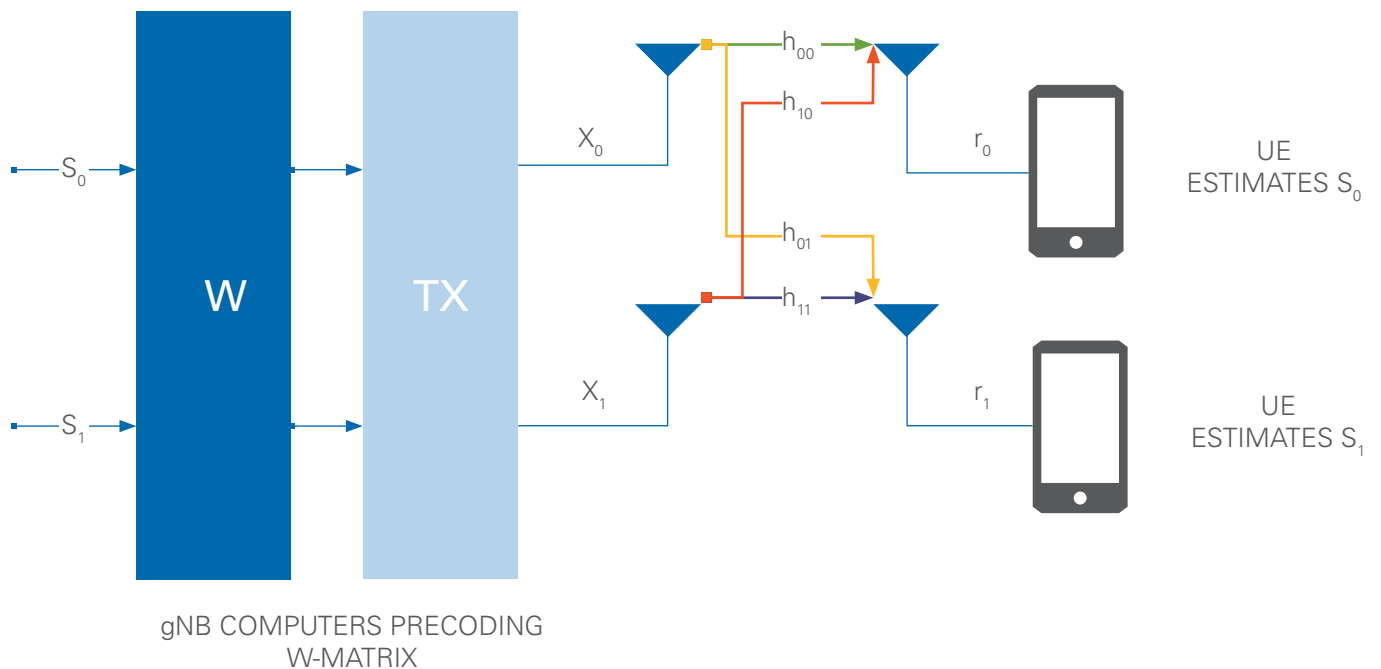 h₀₀
h₁₀
X₀
r₀
UE
ESTIMATES S₀
S₀
h₀₁
W
TX
h₁₁
X₁
r₁
UE
ESTIMATES S₁
S₁
gNB COMPUTERS PRECODING
W-MATRIX